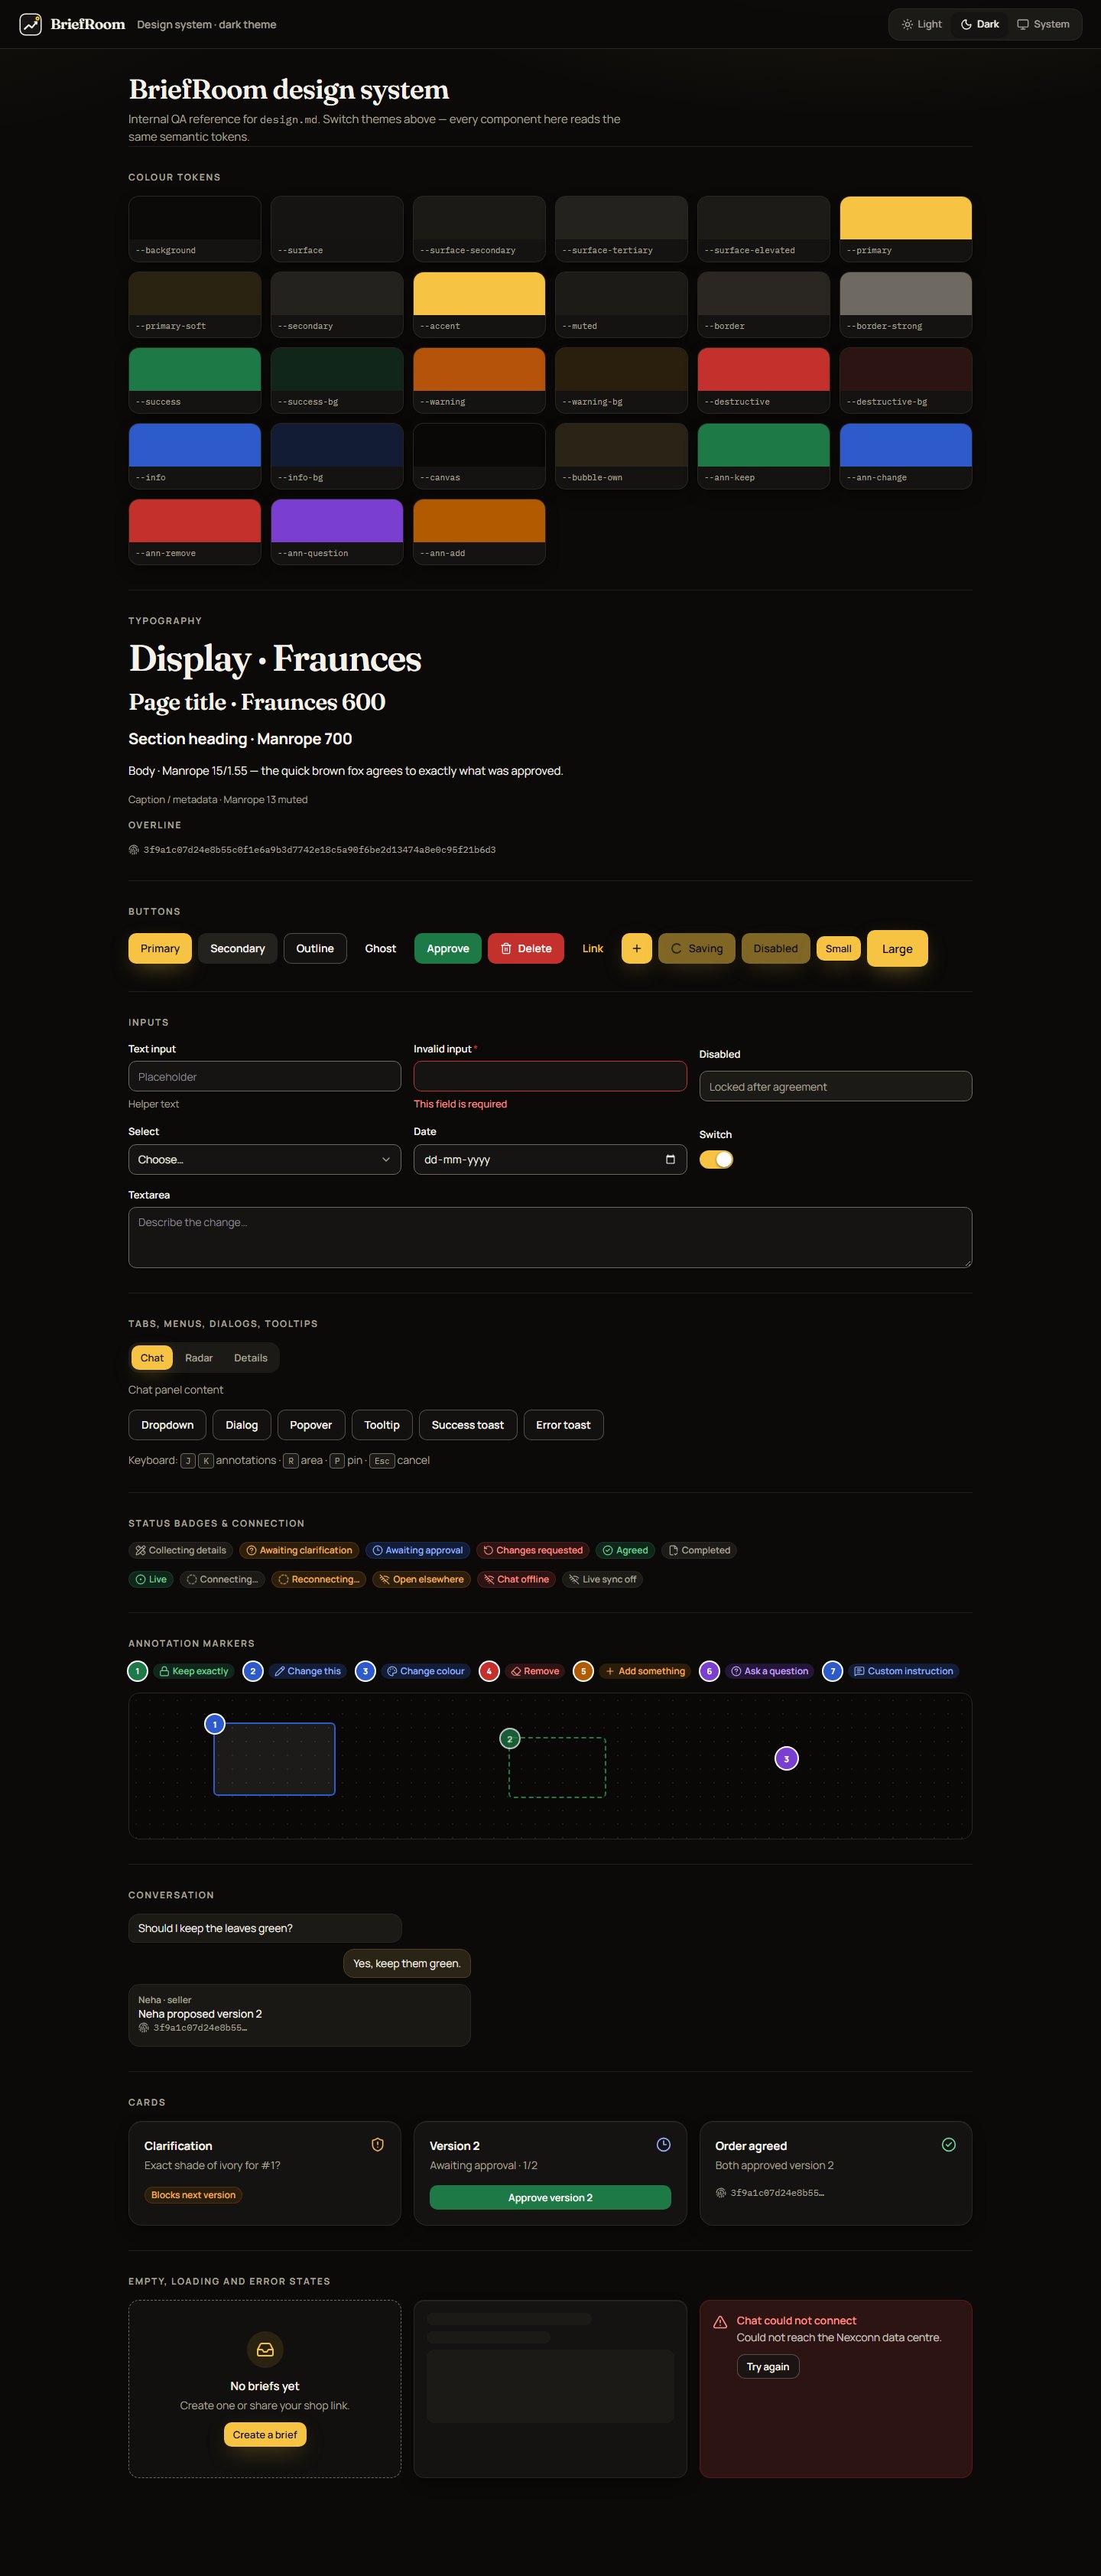 BriefRoom Design system · dark theme Light Dark System
BriefRoom design system
Internal QA reference for design.md. Switch themes above — every component here reads the
same semantic tokens.
COLOUR TOKENS
--background --surface --surface-secondary --surface-tertiary --surface-elevated --primary
--primary-soft --secondary --accent --muted --border --border-strong
--success --success-bg --warning --warning-bg --destructive --destructive-bg
--info --info-bg --canvas --bubble-own --ann-keep --ann-change
--ann-remove --ann-question --ann-add
TYPOGRAPHY
Display · Fraunces
Page title · Fraunces 600
Section heading · Manrope 700
Body · Manrope 15/1.55 — the quick brown fox agrees to exactly what was approved.
Caption / metadata · Manrope 13 muted
OVERLINE
3f9a1c07d24e8b55c0f1e6a9b3d7742e18c5a90f6be2d13474a8e0c95f21b6d3
BUTTONS
Primary Secondary Outline Ghost Approve Delete Link + Saving Disabled Small Large
INPUTS
Text input Invalid input * Disabled
Placeholder Locked after agreement
Helper text This field is required
Select Date Switch
Choose… dd-mm-yyyy
Textarea
Describe the change…
TABS, MENUS, DIALOGS, TOOLTIPS
Chat Radar Details
Chat panel content
Dropdown Dialog Popover Tooltip Success toast Error toast
Keyboard: J K annotations · R area · P pin · Esc cancel
STATUS BADGES & CONNECTION
Collecting details Awaiting clarification Awaiting approval Changes requested Agreed Completed
Live Connecting… Reconnecting… Open elsewhere Chat offline Live sync off
ANNOTATION MARKERS
1 Keep exactly 2 Change this 3 Change colour 4 Remove 5 Add something 6 Ask a question 7 Custom instruction
1 2 3
CONVERSATION
Should I keep the leaves green?
Yes, keep them green.
Neha · seller
Neha proposed version 2
3f9a1c07d24e8b55…
CARDS
Clarification Version 2 Order agreed
Exact shade of ivory for #1? Awaiting approval · 1/2 Both approved version 2
Blocks next version Approve version 2 3f9a1c07d24e8b55…
EMPTY, LOADING AND ERROR STATES
Chat could not connect
Could not reach the Nexconn data centre.
Try again
No briefs yet
Create one or share your shop link.
Create a brief